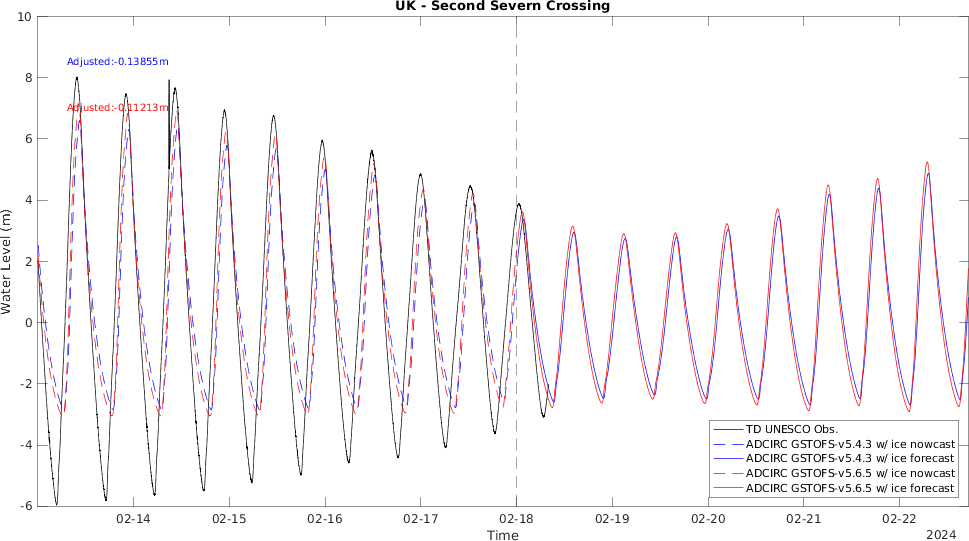 UK - Second Severn Crossing
10
8
6
4
2
0
-2
-4
-6
Water Level (m)
Adjusted:-0.13855m
Adjusted:-0.11213m
TD UNESCO Obs.
ADCIRC GSTOFS-v5.4.3 w/ ice nowcast
ADCIRC GSTOFS-v5.4.3 w/ ice forecast
ADCIRC GSTOFS-v5.6.5 w/ ice nowcast
ADCIRC GSTOFS-v5.6.5 w/ ice forecast
02-14 02-15 02-16 02-17 02-18 02-19 02-20 02-21 02-22
Time
2024